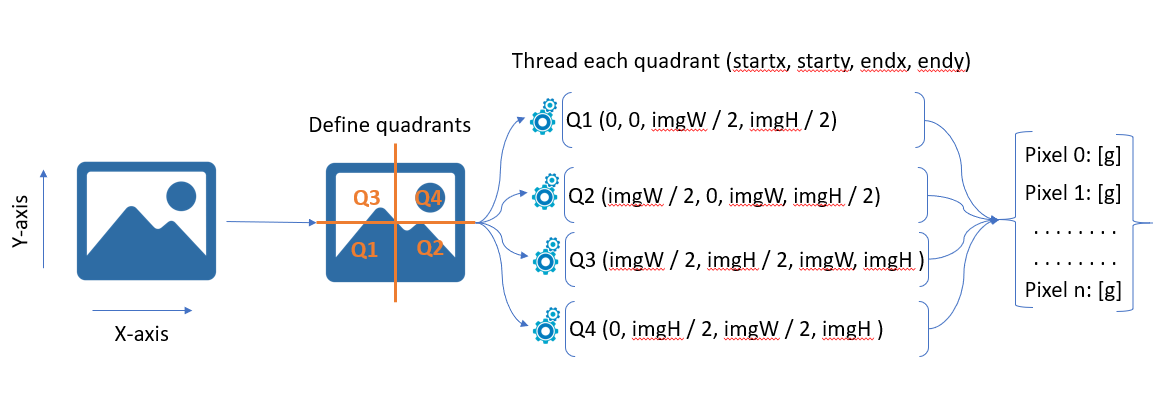 Thread each quadrant (startx, starty, endx, endy)
Define quadrants
Y-axis
X-axis
Q3 Q4
Q1 Q2
Q1 (0, 0, imgW / 2, imgH / 2)
Q2 (imgW / 2, 0, imgW, imgH / 2)
Q3 (imgW / 2, imgH / 2, imgW, imgH )
Q4 (0, imgH / 2, imgW / 2, imgH )
Pixel 0: [g]
Pixel 1: [g]
. . . . . . . .
. . . . . . . .
Pixel n: [g]